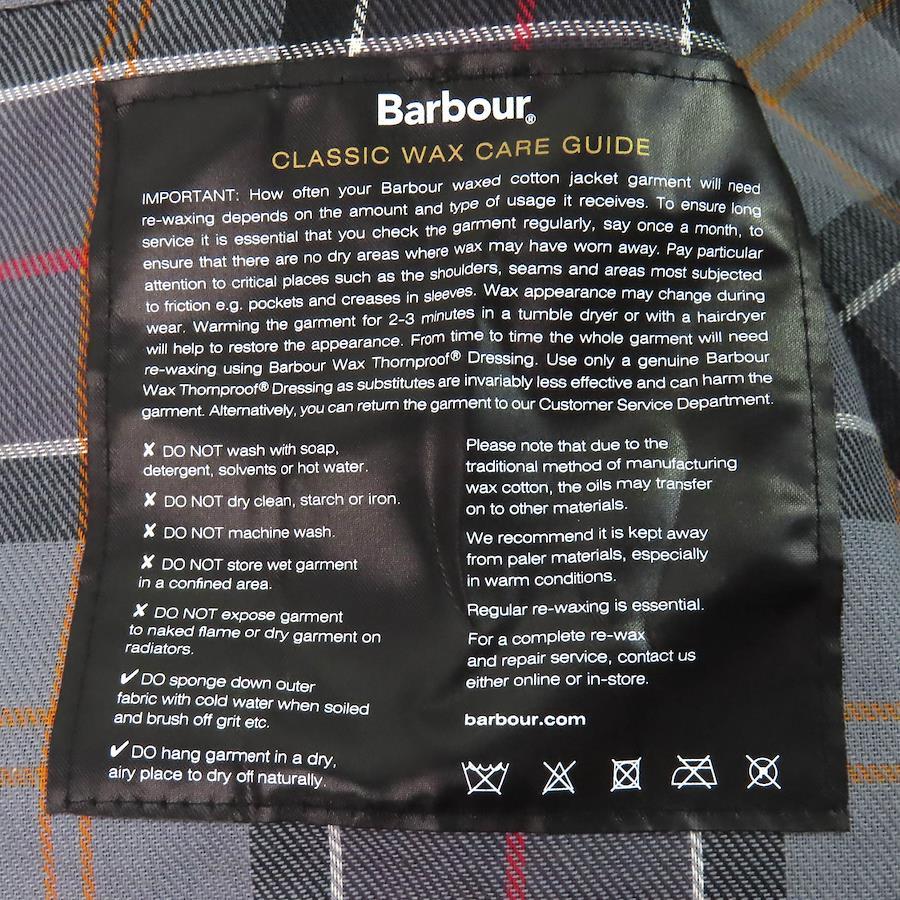 Barbour®
CLASSIC WAX CARE GUIDE
IMPORTANT: How often your Barbour waxed cotton jacket garment will need
re-waxing depends on the amount and type of usage it receives. To ensure long
service it is essential that you check the garment regularly, say once a month, to
ensure that there are no dry areas where wax may have worn away. Pay particular
attention to critical places such as the shoulders, seams and areas most subjected
to friction e.g. pockets and creases in sleeves. Wax appearance may change during
wear. Warming the garment for 2-3 minutes in a tumble dryer or with a hairdryer
will help to restore the appearance. From time to time the whole garment will need
re-waxing using Barbour Wax Thornproof® Dressing. Use only a genuine Barbour
Wax Thornproof® Dressing as substitutes are invariably less effective and can harm the
garment. Alternatively, you can return the garment to our Customer Service Department.
✘ DO NOT wash with soap,
detergent, solvents or hot water.
✘ DO NOT dry clean, starch or iron.
✘ DO NOT machine wash.
✘ DO NOT store wet garment
in a confined area.
✘ DO NOT expose garment
to naked flame or dry garment on
radiators.
✔ DO sponge down outer
fabric with cold water when soiled
and brush off grit etc.
✔ DO hang garment in a dry,
airy place to dry off naturally.
Please note that due to the
traditional method of manufacturing
wax cotton, the oils may transfer
on to other materials.
We recommend it is kept away
from paler materials, especially
in warm conditions.
Regular re-waxing is essential.
For a complete re-wax
and repair service, contact us
either online or in-store.
barbour.com